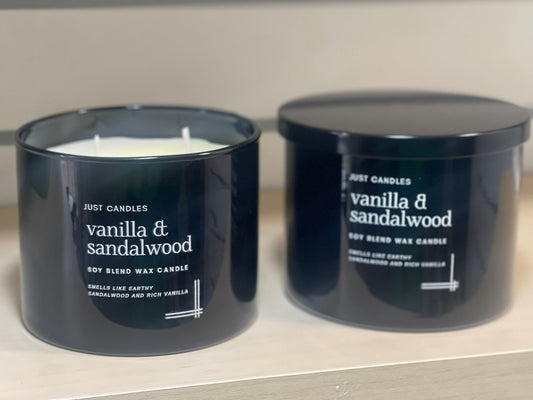 JUST CANDLES
vanilla &
sandalwood
SOY BLEND WAX CANDLE
SMELLS LIKE EARTHY
SANDALWOOD AND RICH VANILLA
JUST CANDLES
vanilla &
sandalwood
SOY BLEND WAX CANDLE
SMELLS LIKE EARTHY
SANDALWOOD AND RICH VANILLA